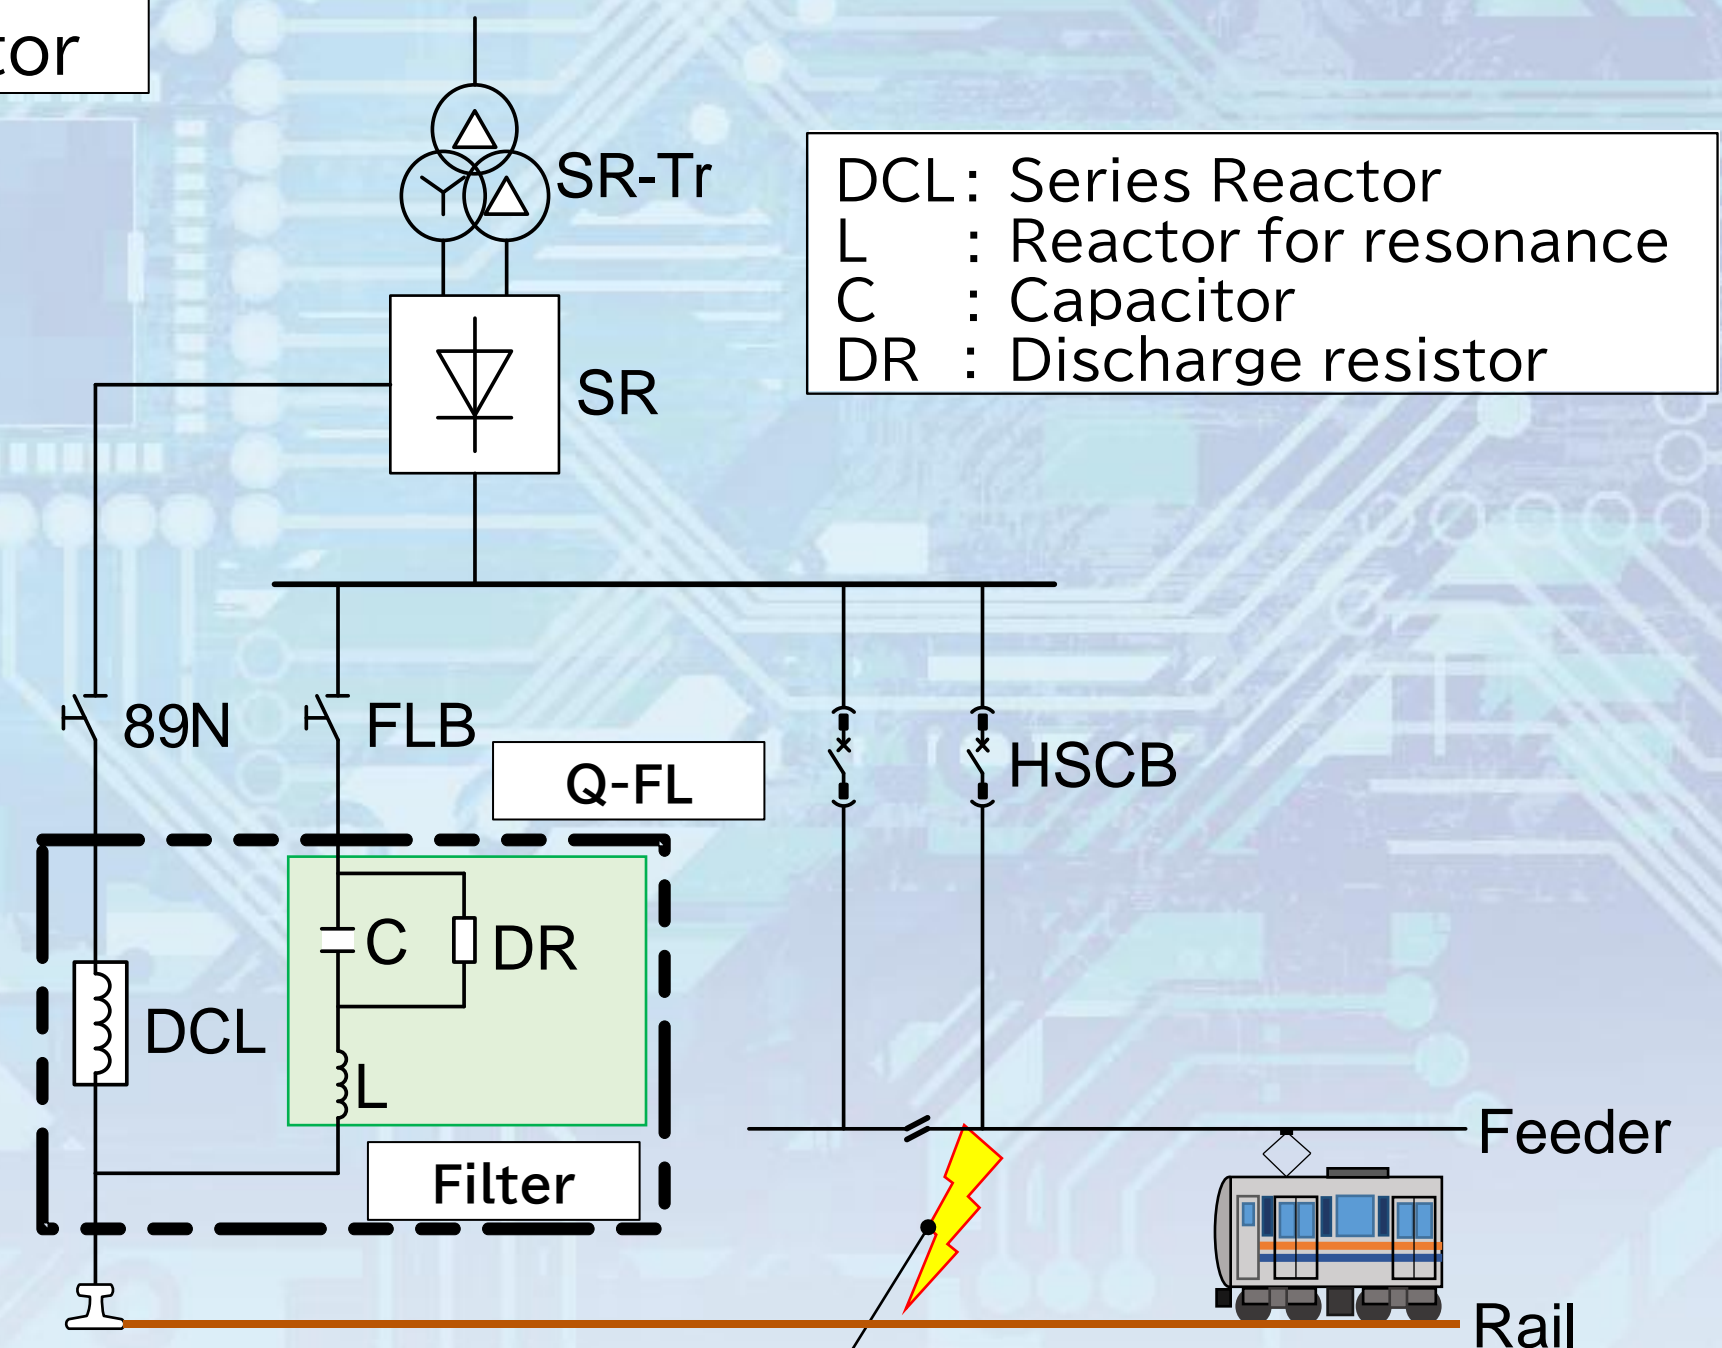 tor
SR-Tr
DCL: Series Reactor
L : Reactor for resonance
C : Capacitor
DR : Discharge resistor
SR
89N
FLB
Q-FL
HSCB
C
DR
DCL
L
Filter
Feeder
Rail